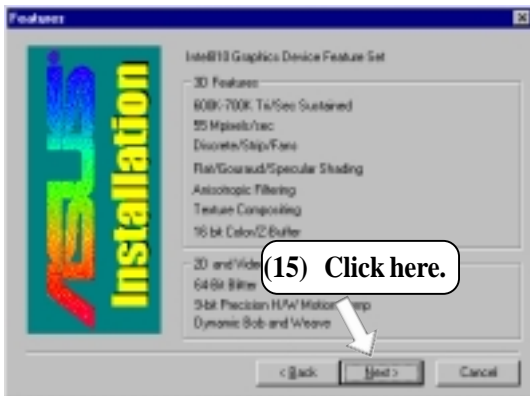 Features
ASUS
Installation
Intel810 Graphics Device Feature Set
3D Features
600K-700K Tri/Sec Sustained
55 Mpixels/sec
Discrete/Strip/Fans
Flat/Gouraud/Specular Shading
Anisotropic Filtering
Texture Compositing
16 bit Color/Z Buffer
2D and Vide
64 Bit Blitter
9-bit Precision H/W Motion
Dynamic Bob and Weave
(15) Click here.
< Back
Next >
Cancel